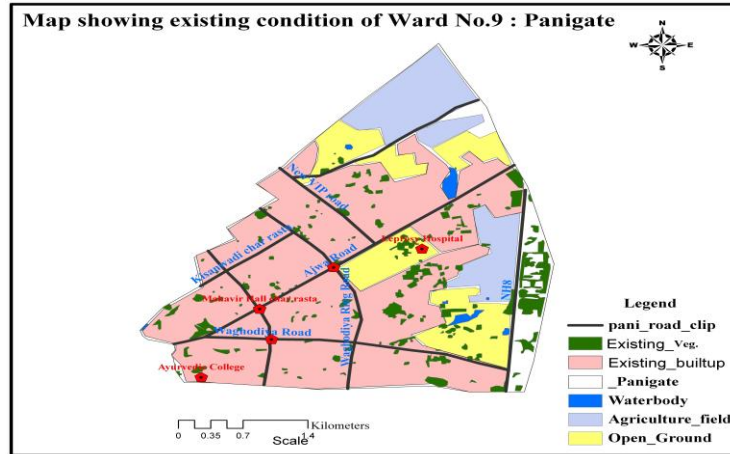 Map showing existing condition of Ward No.9 : Panigate
N
W E
S
New VIP road
Kisanwadi char rasta
Leprosy Hospital
Ajwa Road
Mahavir Hall char rasta
Waghodiya Road
Waghodiya Ring Road
NH8
Ayurvedic College
Legend
pani_road_clip
Existing_Veg.
Existing_builtup
_Panigate
Waterbody
Agriculture_field
Open_Ground
Kilometers
0 0.35 0.7 1.4
Scale